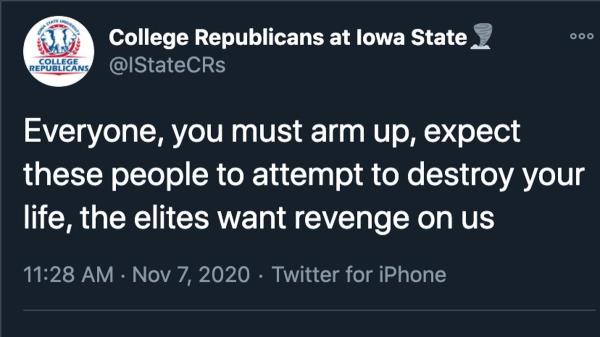 IOWA STATE UNIVERSITY
COLLEGE
REPUBLICANS
College Republicans at Iowa State🌪
@IStateCRs
Everyone, you must arm up, expect
these people to attempt to destroy your
life, the elites want revenge on us
11:28 AM · Nov 7, 2020 · Twitter for iPhone